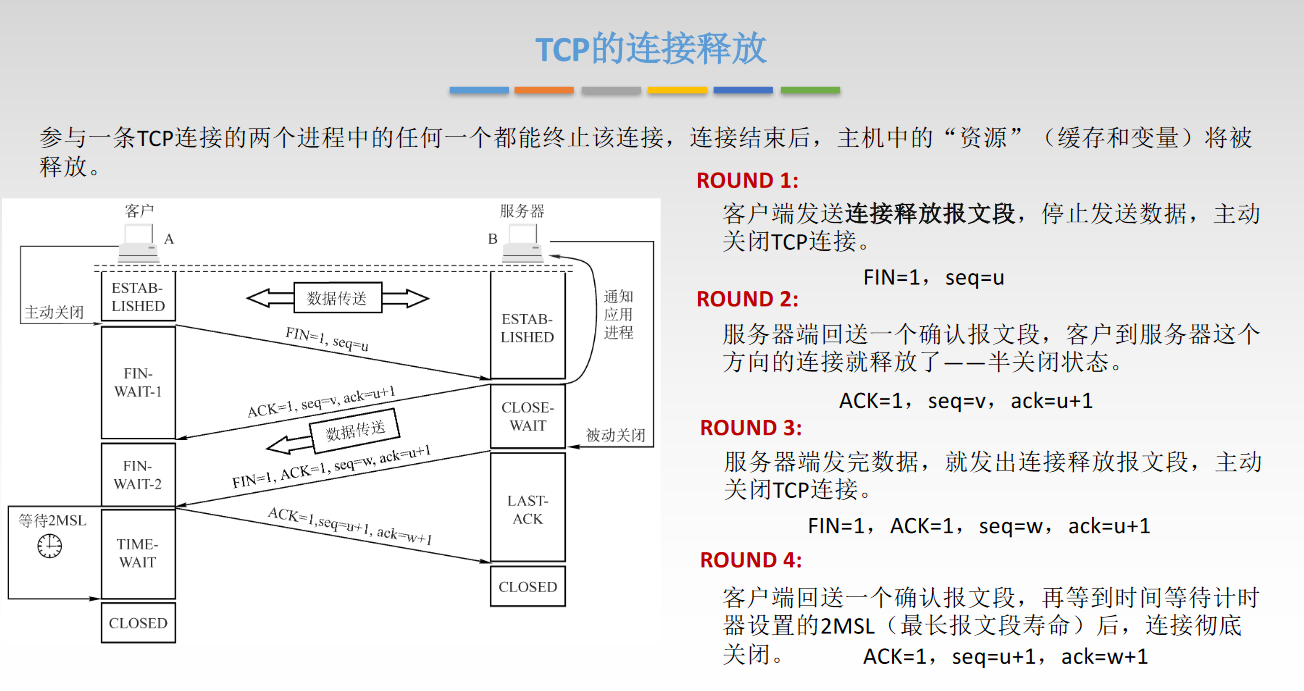 TCP的连接释放
参与一条TCP连接的两个进程中的任何一个都能终止该连接，连接结束后，主机中的“资源”（缓存和变量）将被
释放。
客户
A
服务器
B
主动关闭
ESTAB-
LISHED
数据传送
通知
应用
进程
ESTAB-
LISHED
FIN=1, seq=u
FIN-
WAIT-1
ACK=1, seq=v, ack=u+1
CLOSE-
WAIT
数据传送
被动关闭
FIN-
WAIT-2
FIN=1, ACK=1, seq=w, ack=u+1
LAST-
ACK
等待2MSL
ACK=1,seq=u+1, ack=w+1
TIME-
WAIT
CLOSED
CLOSED
ROUND 1:
客户端发送连接释放报文段，停止发送数据，主动
关闭TCP连接。
FIN=1，seq=u
ROUND 2:
服务器端回送一个确认报文段，客户到服务器这个
方向的连接就释放了——半关闭状态。
ACK=1，seq=v，ack=u+1
ROUND 3:
服务器端发完数据，就发出连接释放报文段，主动
关闭TCP连接。
FIN=1，ACK=1，seq=w，ack=u+1
ROUND 4:
客户端回送一个确认报文段，再等到时间等待计时
器设置的2MSL（最长报文段寿命）后，连接彻底
关闭。
ACK=1，seq=u+1，ack=w+1